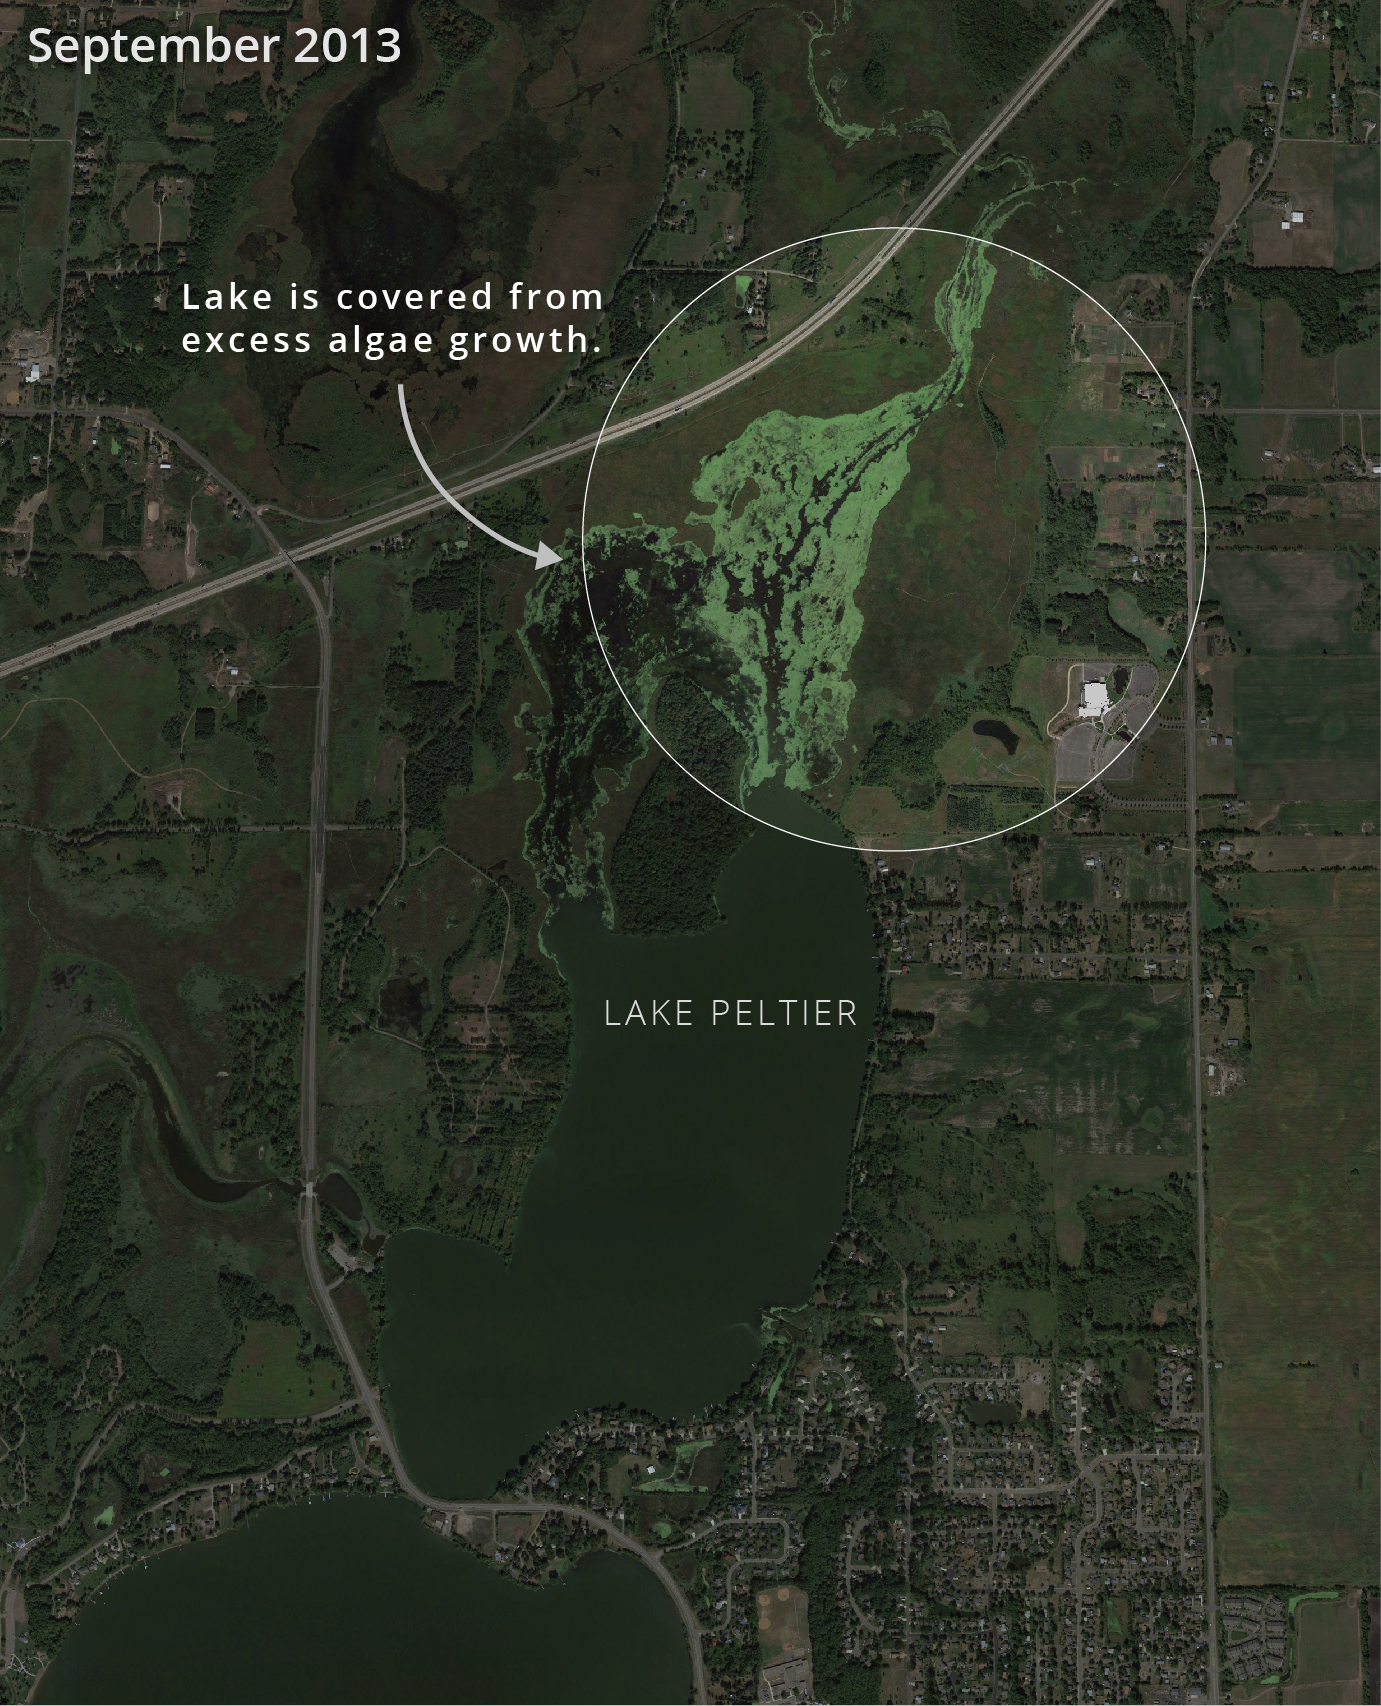 September 2013
Lake is covered from
excess algae growth.
LAKE PELTIER